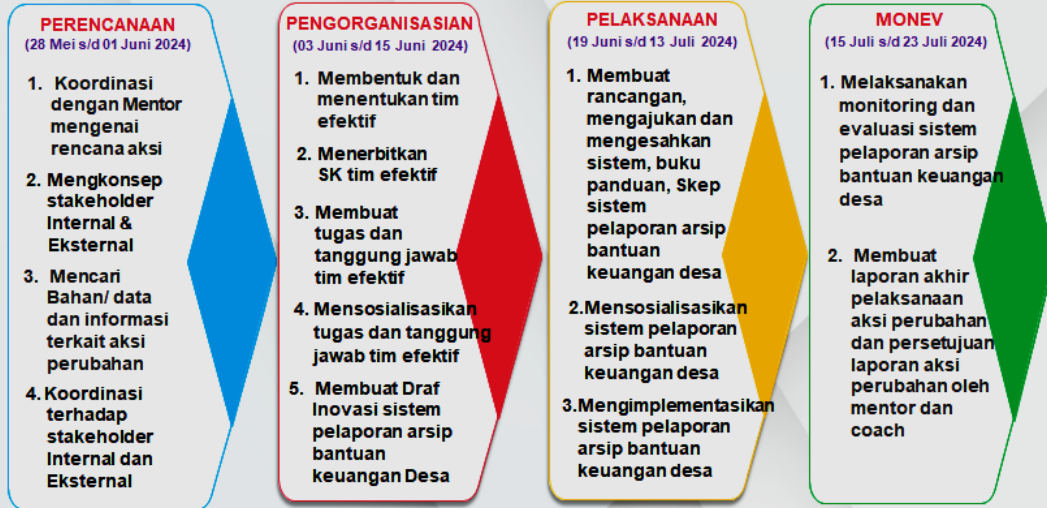 PERENCANAAN
(28 Mei s/d 01 Juni 2024)
1. Koordinasi
dengan Mentor
mengenai
rencana aksi
2. Mengkonsep
stakeholder
Internal &
Eksternal
3. Mencari
Bahan/ data
dan informasi
terkait aksi
perubahan
4. Koordinasi
terhadap
stakeholder
Internal dan
Eksternal
PENGORGANISASIAN
(03 Juni s/d 15 Juni 2024)
1. Membentuk dan
menentukan tim
efektif
2. Menerbitkan
SK tim efektif
3. Membuat
tugas dan
tanggung jawab
tim efektif
4. Mensosialisasikan
tugas dan tanggung
jawab tim efektif
5. Membuat Draf
Inovasi sistem
pelaporan arsip
bantuan
keuangan Desa
PELAKSANAAN
(19 Juni s/d 13 Juli 2024)
1. Membuat
rancangan,
mengajukan dan
mengesahkan
sistem, buku
panduan, Skep
sistem
pelaporan arsip
bantuan
keuangan desa
2.Mensosialisasikan
sistem pelaporan
arsip bantuan
keuangan desa
3.Mengimplementasikan
sistem pelaporan
arsip bantuan
keuangan desa
MONEV
(15 Juli s/d 23 Juli 2024)
1. Melaksanakan
monitoring dan
evaluasi sistem
pelaporan arsip
bantuan keuangan
desa
2. Membuat
laporan akhir
pelaksanaan
aksi perubahan
dan persetujuan
laporan aksi
perubahan oleh
mentor dan
coach